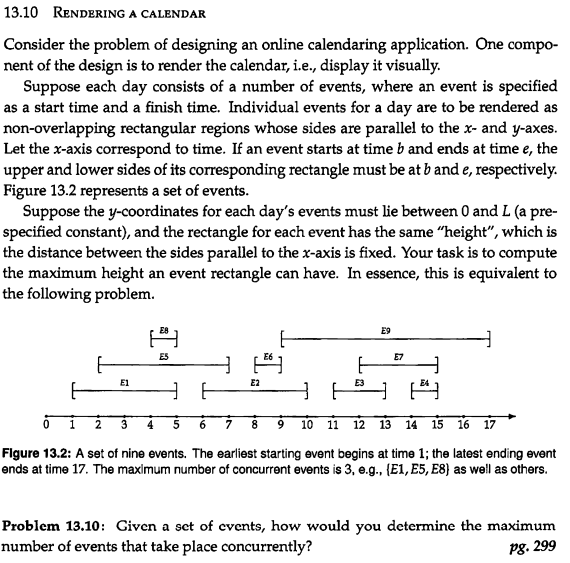 13.10 RENDERING A CALENDAR
Consider the problem of designing an online calendaring application. One compo-
nent of the design is to render the calendar, i.e., display it visually.
Suppose each day consists of a number of events, where an event is specified
as a start time and a finish time. Individual events for a day are to be rendered as
non-overlapping rectangular regions whose sides are parallel to the x- and y-axes.
Let the x-axis correspond to time. If an event starts at time b and ends at time e, the
upper and lower sides of its corresponding rectangle must be at b and e, respectively.
Figure 13.2 represents a set of events.
Suppose the y-coordinates for each day's events must lie between 0 and L (a pre-
specified constant), and the rectangle for each event has the same "height", which is
the distance between the sides parallel to the x-axis is fixed. Your task is to compute
the maximum height an event rectangle can have. In essence, this is equivalent to
the following problem.
E8 E9
E5 E6 E7
E1 E2 E3 E4
0 1 2 3 4 5 6 7 8 9 10 11 12 13 14 15 16 17
Figure 13.2: A set of nine events. The earliest starting event begins at time 1; the latest ending event
ends at time 17. The maximum number of concurrent events is 3, e.g., {E1, E5, E8} as well as others.
Problem 13.10: Given a set of events, how would you determine the maximum
number of events that take place concurrently? pg. 299